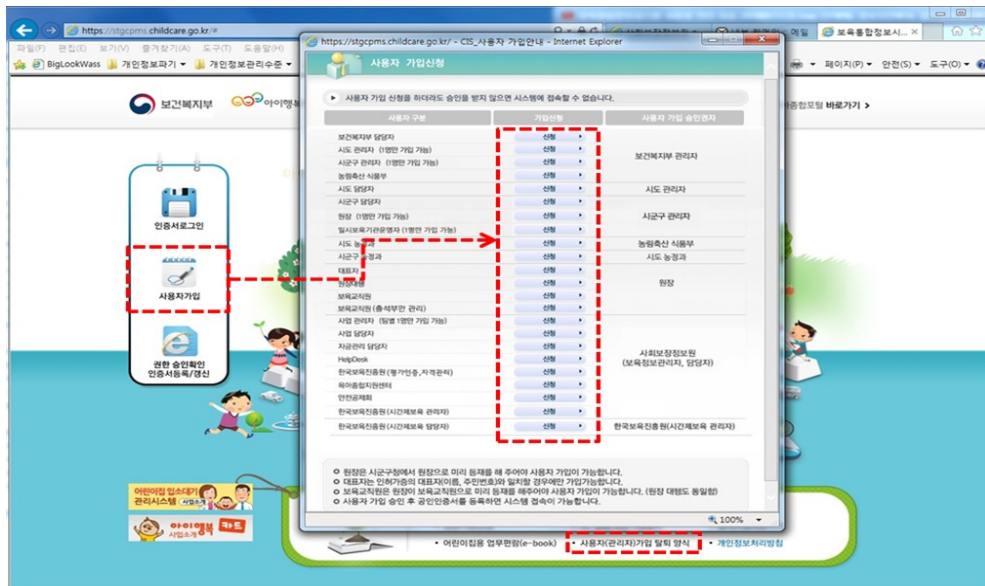 https://stgcpms.childcare.go.kr/#
https://stgcpms.childcare.go.kr/ - CIS_사용자 가입안내 - Internet Explorer
메일
보육통합정보시...
파일(F) 편집(E) 보기(V) 즐겨찾기(A) 도구(T) 도움말(H)
BigLookWass 개인정보파기 개인정보관리수준
페이지(P) 안전(S) 도구(O)
사용자 가입신청
보건복지부
바로가기 >
사용자 가입 신청을 하더라도 승인을 받지 않으면 시스템에 접속할 수 없습니다.
사용자 구분 가입신청 사용자 가입 승인권자
보건복지부 담당자 신청
시도 관리자 (1명만 가입 가능) 신청
보건복지부 관리자
시군구 관리자 (1명만 가입 가능) 신청
농림축산 식품부 신청
시도 담당자 신청 시도 관리자
시군구 담당자 신청
원장 (1명만 가입 가능) 신청 시군구 관리자
일시보육기관운영자 (1명만 가입 가능) 신청
시도 농정과 신청 농림축산 식품부
시군구 농정과 신청 시도 농정과
대표자 신청
원장대행 신청 원장
보육교직원 신청
보육교직원 (출석부만 관리) 신청
사업 관리자 (팀별 1명만 가입 가능) 신청
사업 담당자 신청
자금관리 담당자 신청
사회보장정보원
HelpDesk 신청
(보육정보관리자, 담당자)
한국보육진흥원 (평가인증,자격관리) 신청
육아종합지원센터 신청
안전공제회 신청
한국보육진흥원 (시간제보육 관리자) 신청
한국보육진흥원 (시간제보육 담당자) 신청 한국보육진흥원(시간제보육 관리자)
인증서로그인
사용자가입
권한 승인확인
인증서등록/갱신
원장은 시군구청에서 원장으로 미리 등재를 해 주어야 사용자 가입이 가능합니다.
대표자는 인허가증의 대표자(이름, 주민번호)와 일치할 경우에만 가입가능합니다.
보육교직원은 원장이 보육교직원으로 미리 등재를 해주어야 사용자 가입이 가능합니다. (원장 대행도 동일함)
사용자 가입 승인 후 공인인증서를 등록하면 시스템 접속이 가능합니다.
100%
어린이집 입소대기
관리시스템 사업소개
아이행복 카드
사업소개
어린이집용 업무편람(e-book)
사용자(관리자)가입 탈퇴 양식
개인정보처리방침